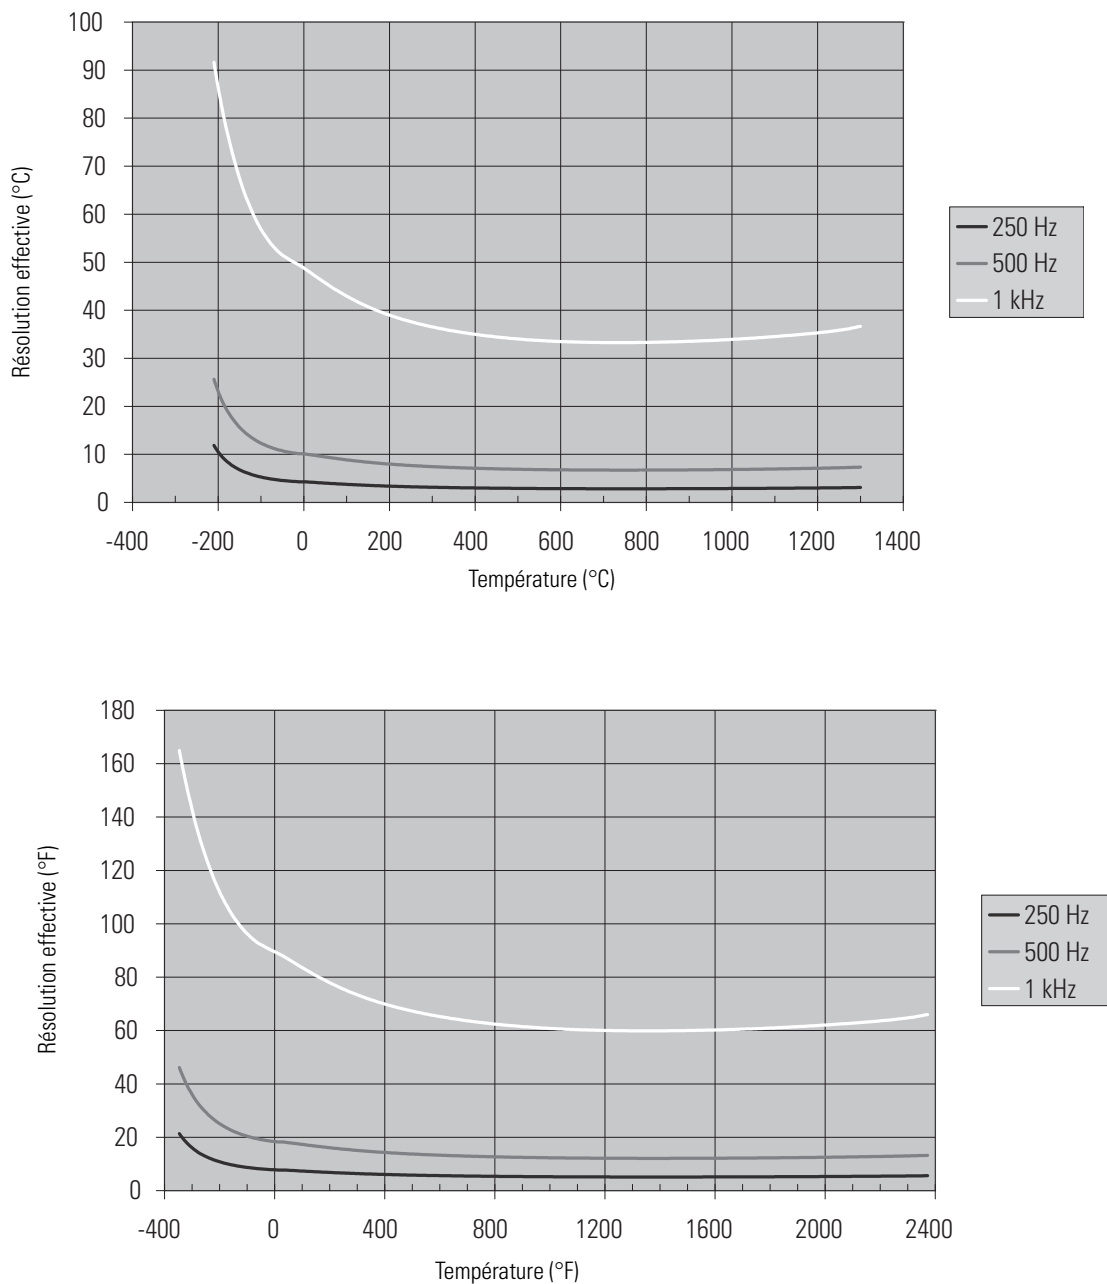 100
90
80
70
60
50
40
30
20
10
0
Résolution effective (°C)
-400 -200 0 200 400 600 800 1000 1200 1400
Température (°C)
250 Hz
500 Hz
1 kHz
180
160
140
120
100
80
60
40
20
0
Résolution effective (°F)
-400 0 400 800 1200 1600 2000 2400
Température (°F)
250 Hz
500 Hz
1 kHz